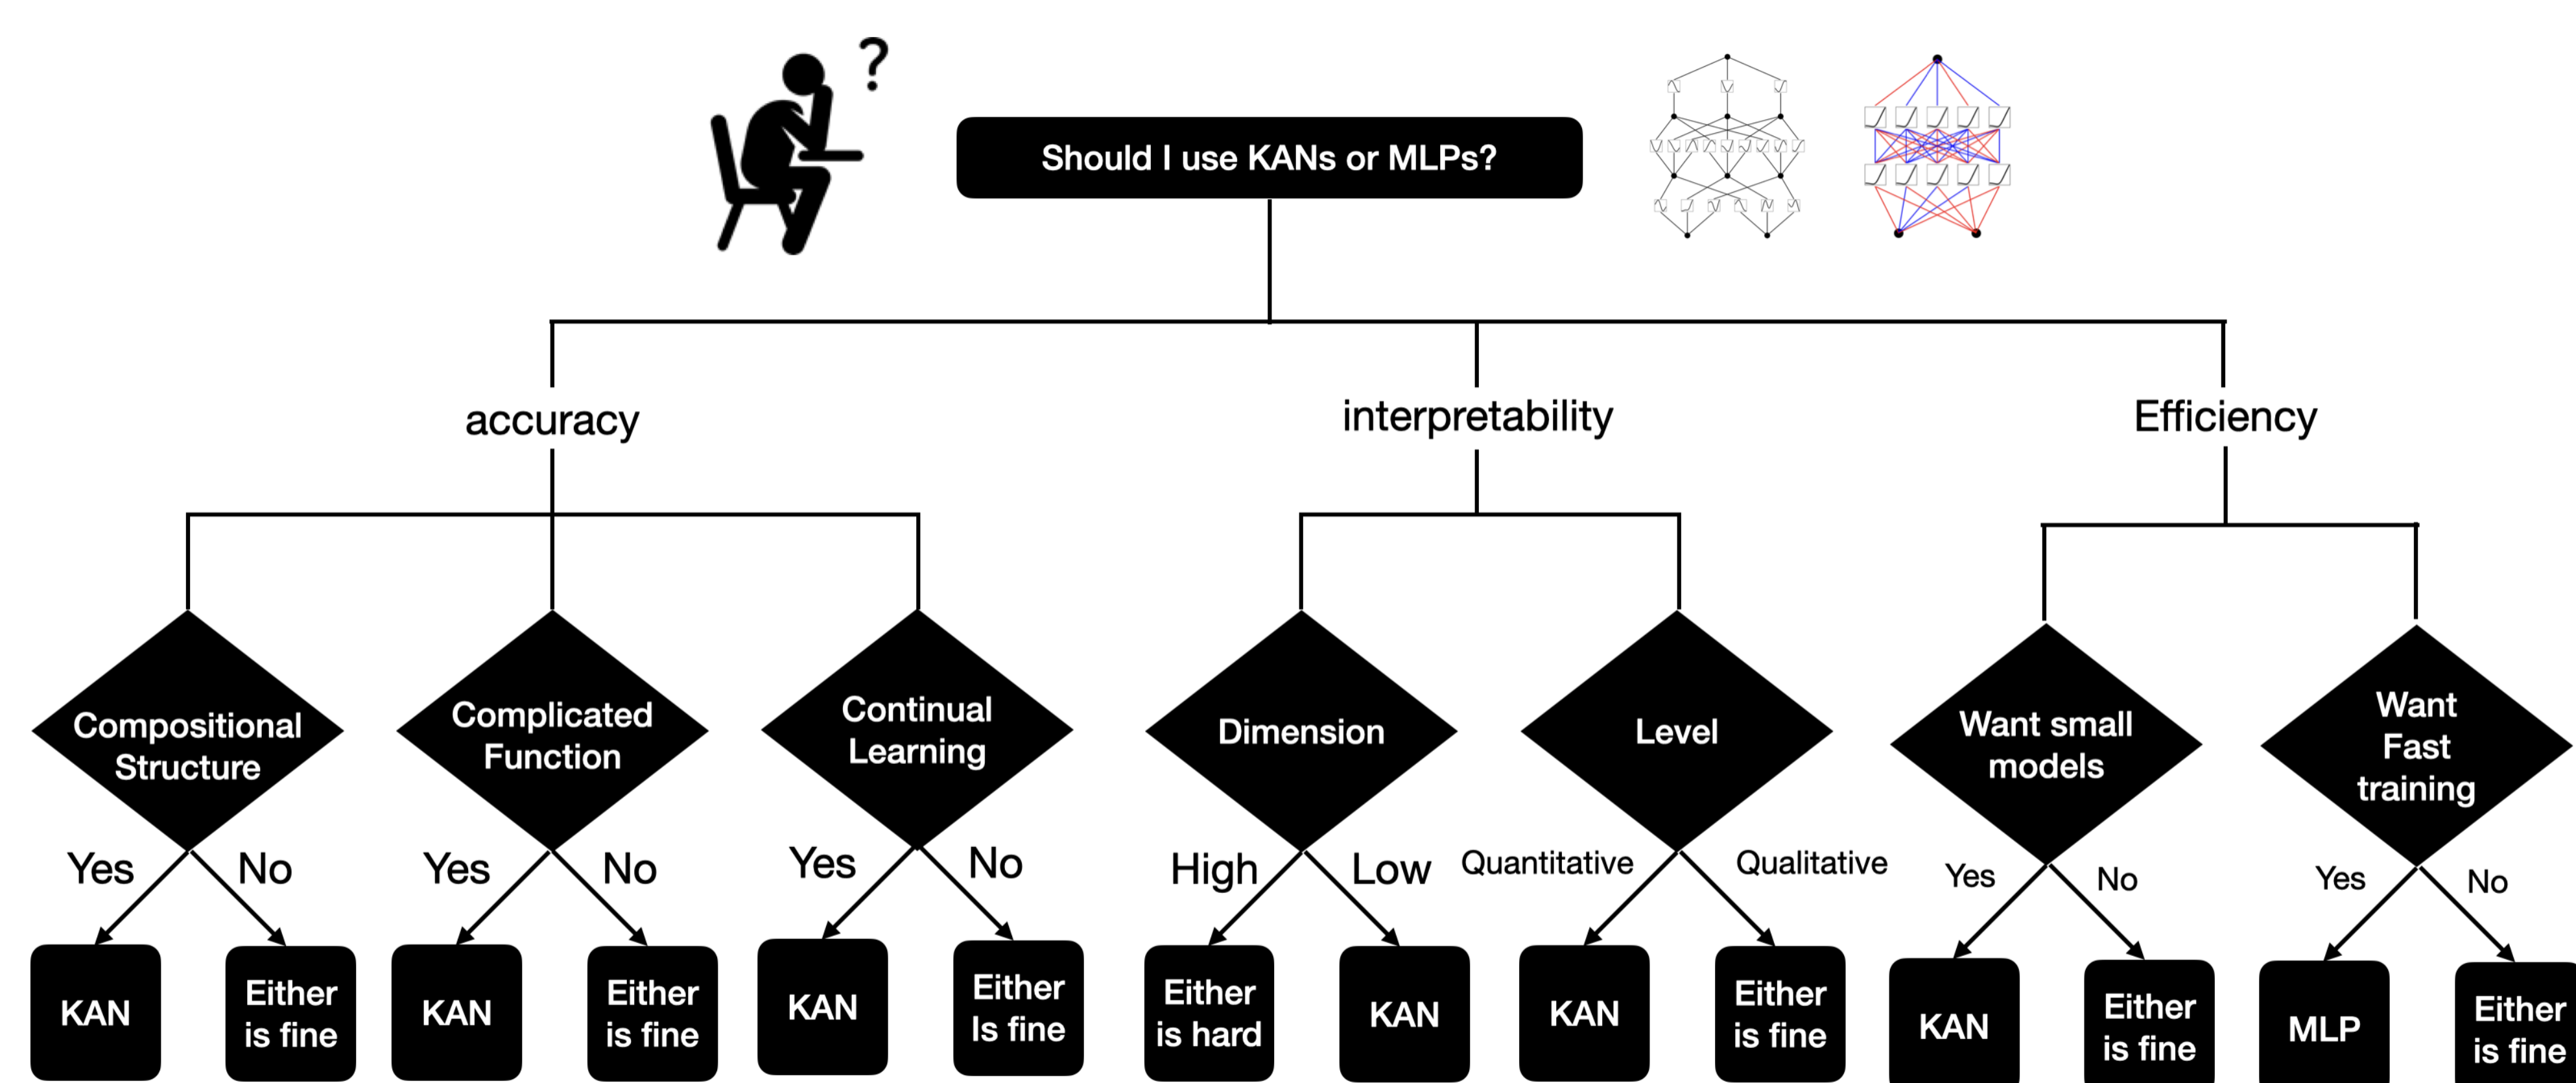 ?
Should I use KANs or MLPs?
accuracy
interpretability
Efficiency
Compositional
Structure
Complicated
Function
Continual
Learning
Dimension
Level
Want small
models
Want
Fast
training
Yes
No
Yes
No
Yes
No
High
Low
Quantitative
Qualitative
Yes
No
Yes
No
KAN
Either
is fine
KAN
Either
is fine
KAN
Either
Is fine
Either
is hard
KAN
KAN
Either
is fine
KAN
Either
is fine
MLP
Either
is fine